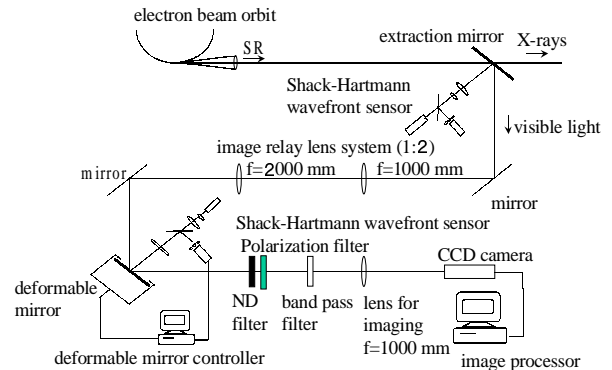 electron beam orbit
SR
extraction mirror
X-rays
Shack-Hartmann
wavefront sensor
visible light
image relay lens system (1:2)
f=2000 mm
f=1000 mm
mirror
mirror
Shack-Hartmann wavefront sensor
Polarization filter
CCD camera
deformable
mirror
ND
filter
band pass
filter
lens for
imaging
f=1000 mm
deformable mirror controller
image processor